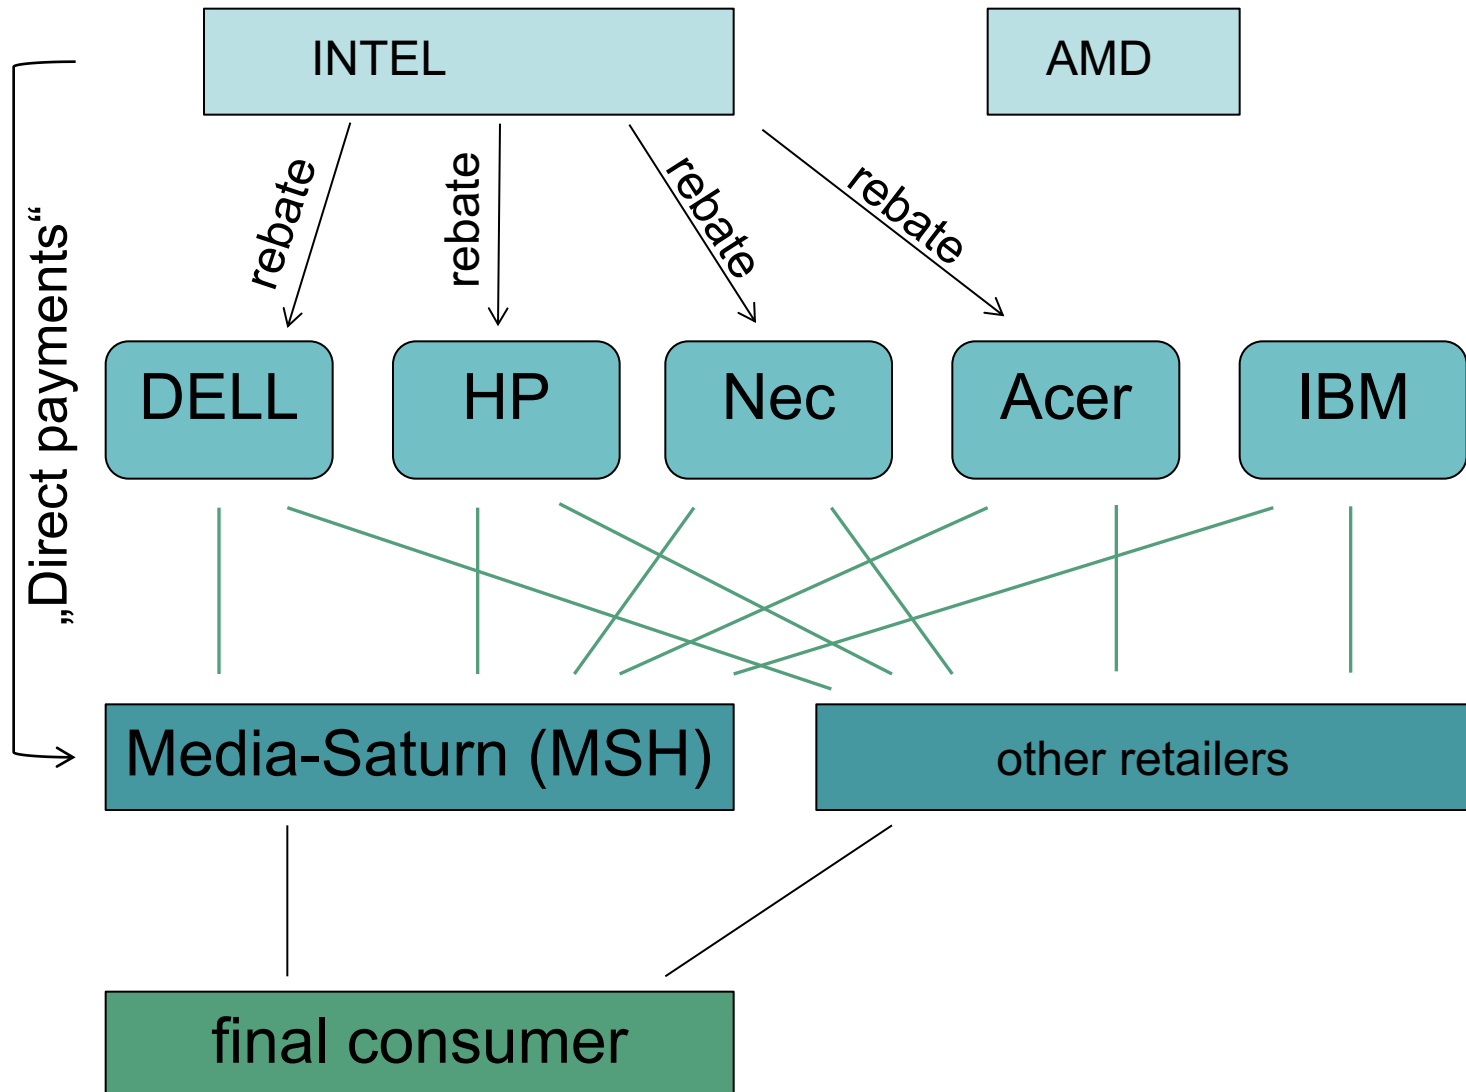 INTEL
AMD
„Direct payments“
rebate
rebate
rebate
rebate
DELL
HP
Nec
Acer
IBM
Media-Saturn (MSH)
other retailers
final consumer